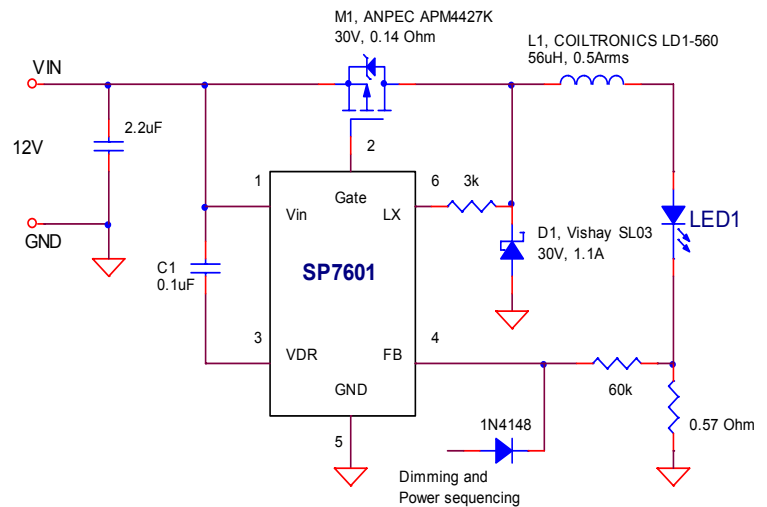 M1, ANPEC APM4427K
30V, 0.14 Ohm
L1, COILTRONICS LD1-560
56uH, 0.5Arms
VIN
2.2uF
12V
GND
1
2
6
3k
Gate
Vin
LX
LED1
D1, Vishay SL03
30V, 1.1A
C1
0.1uF
SP7601
3
VDR
FB
4
GND
60k
5
1N4148
0.57 Ohm
Dimming and
Power sequencing